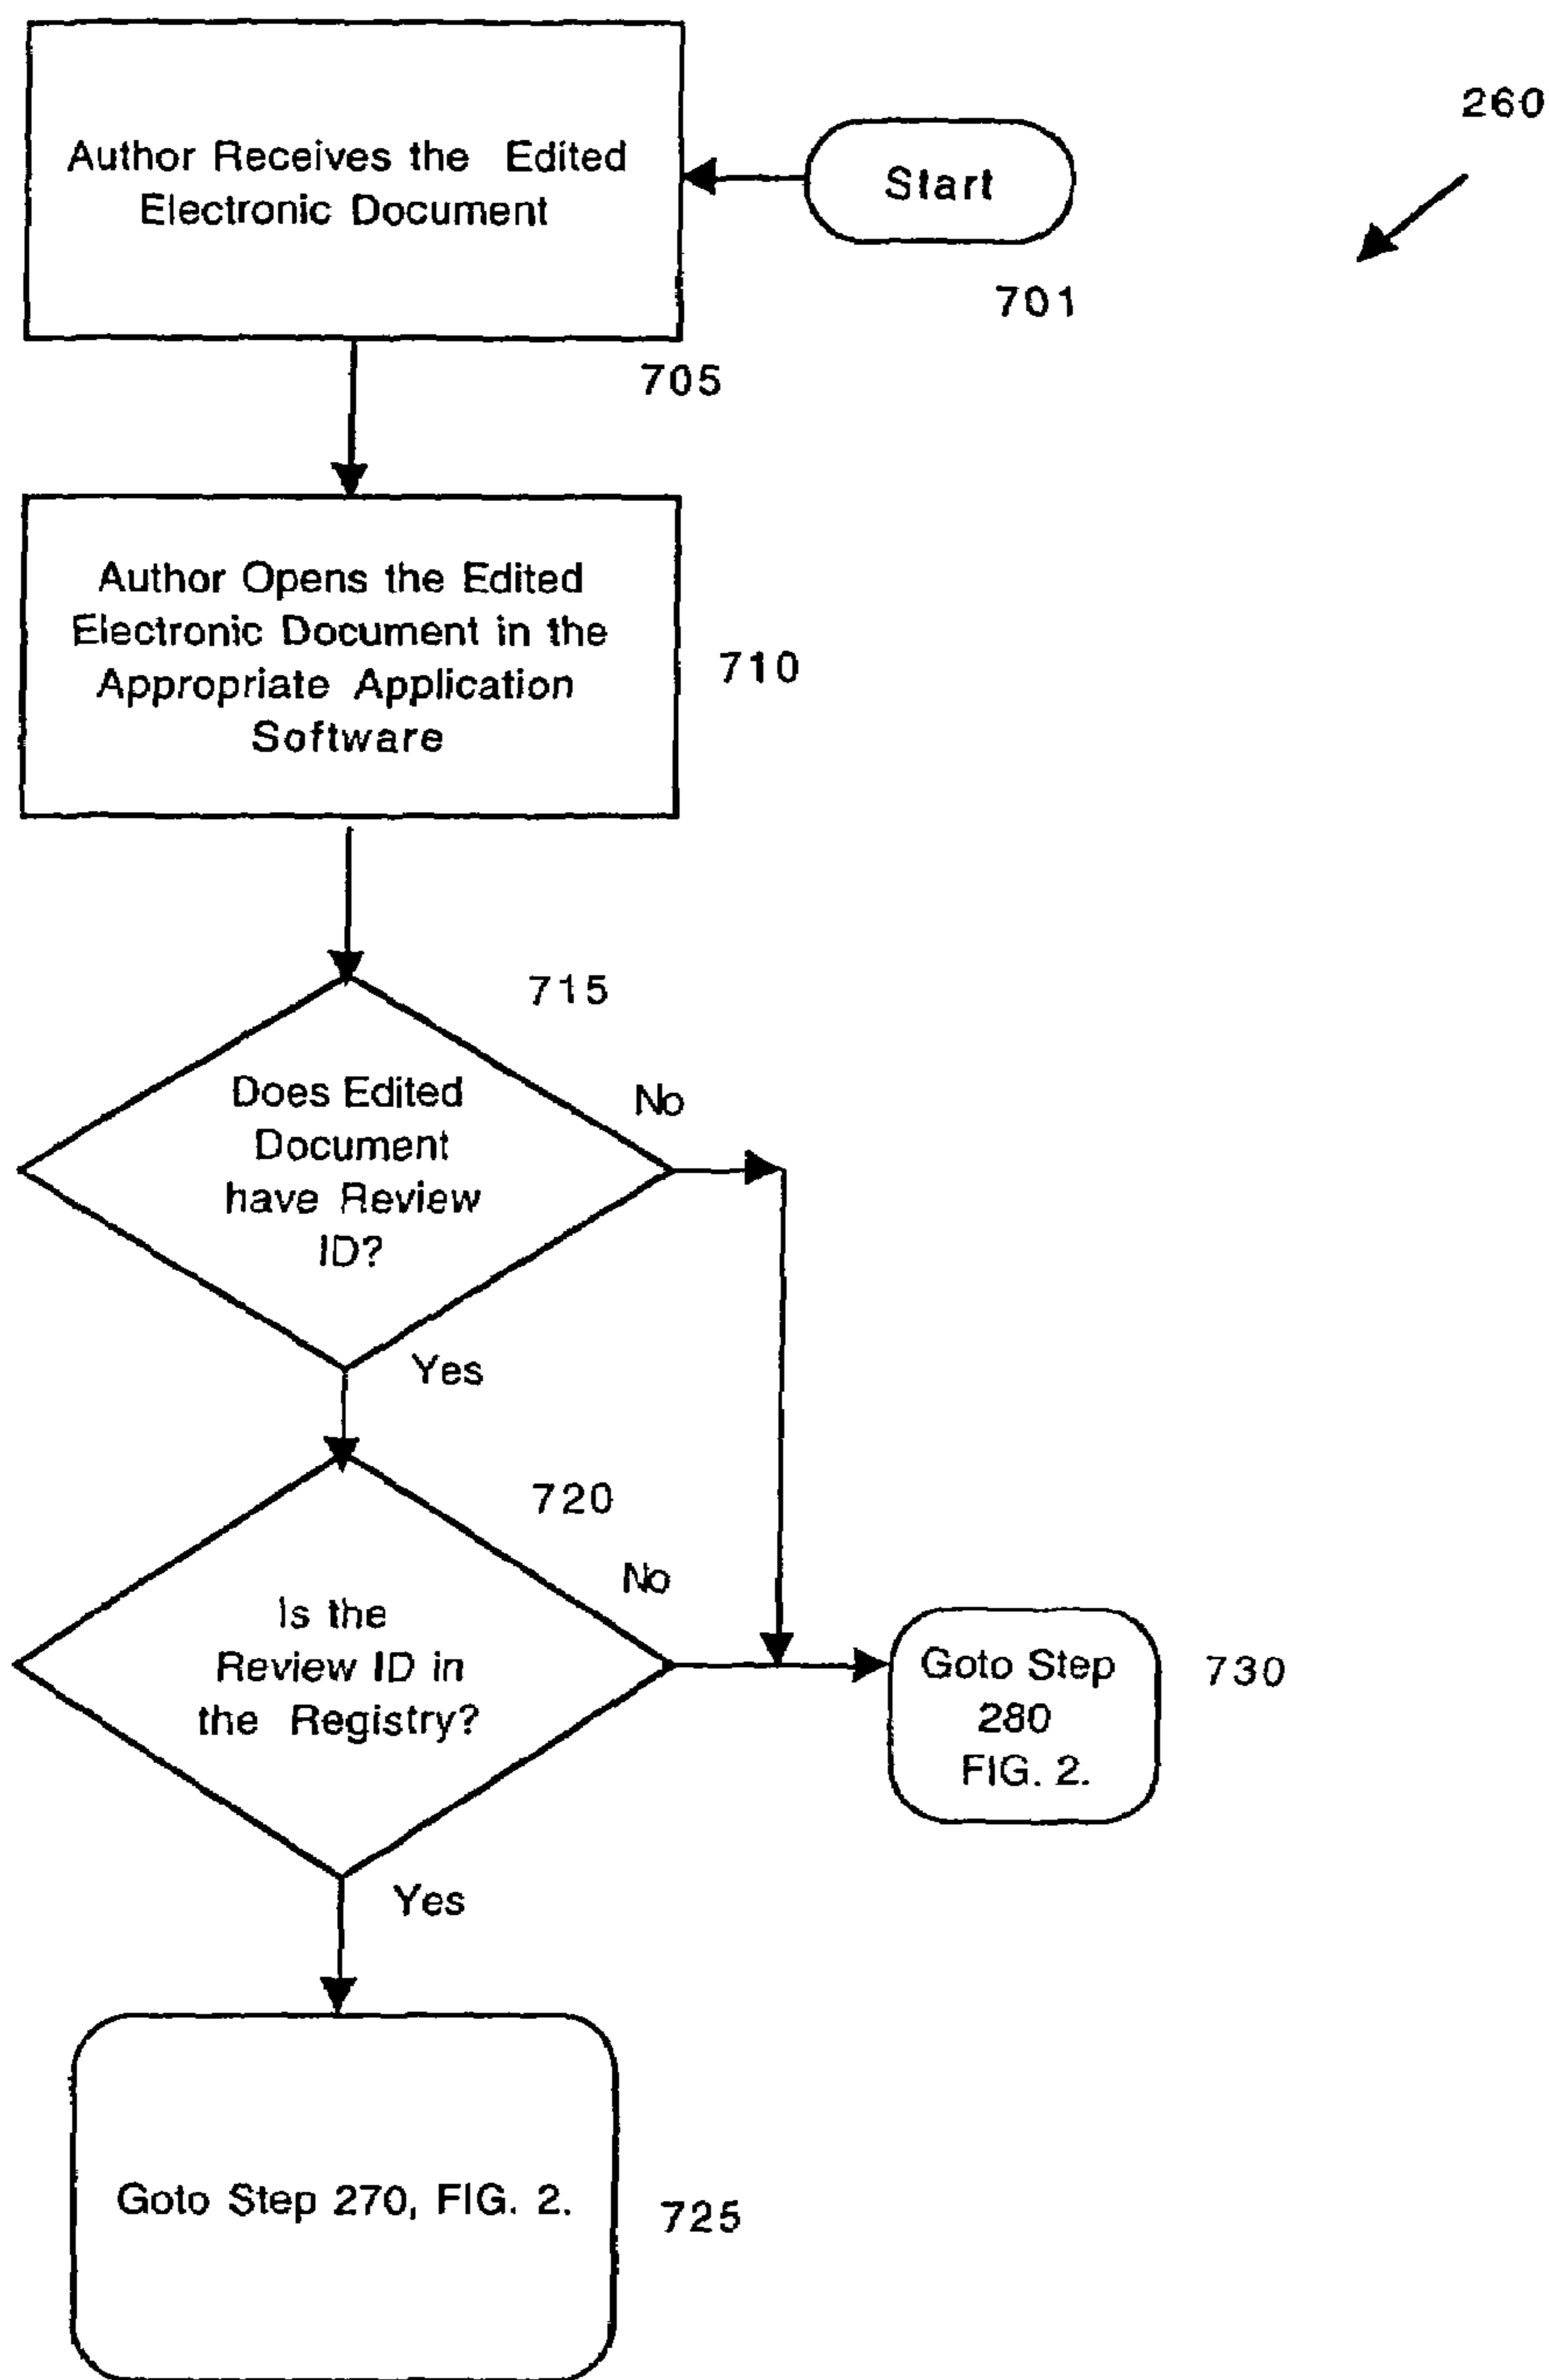 260
Start
701
Author Receives the Edited
Electronic Document
705
Author Opens the Edited
Electronic Document in the
Appropriate Application
Software
710
715
Does Edited
Document
have Review
ID?
No
Yes
720
Is the
Review ID in
the Registry?
No
Yes
Goto Step
280
FIG. 2.
730
Goto Step 270, FIG. 2.
725